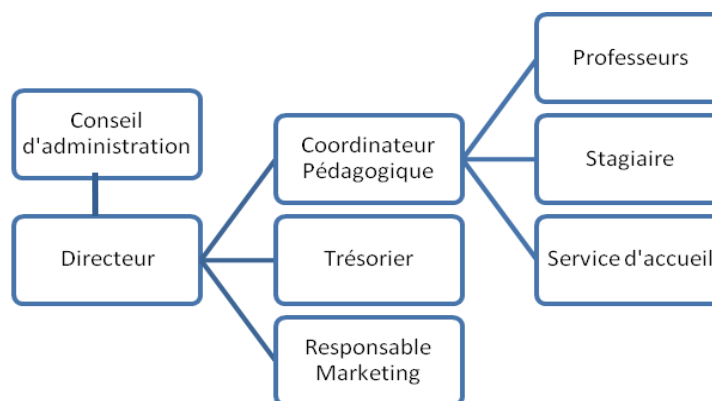 Conseil
d'administration
Directeur
Coordinateur
Pédagogique
Trésorier
Responsable
Marketing
Professeurs
Stagiaire
Service d'accueil